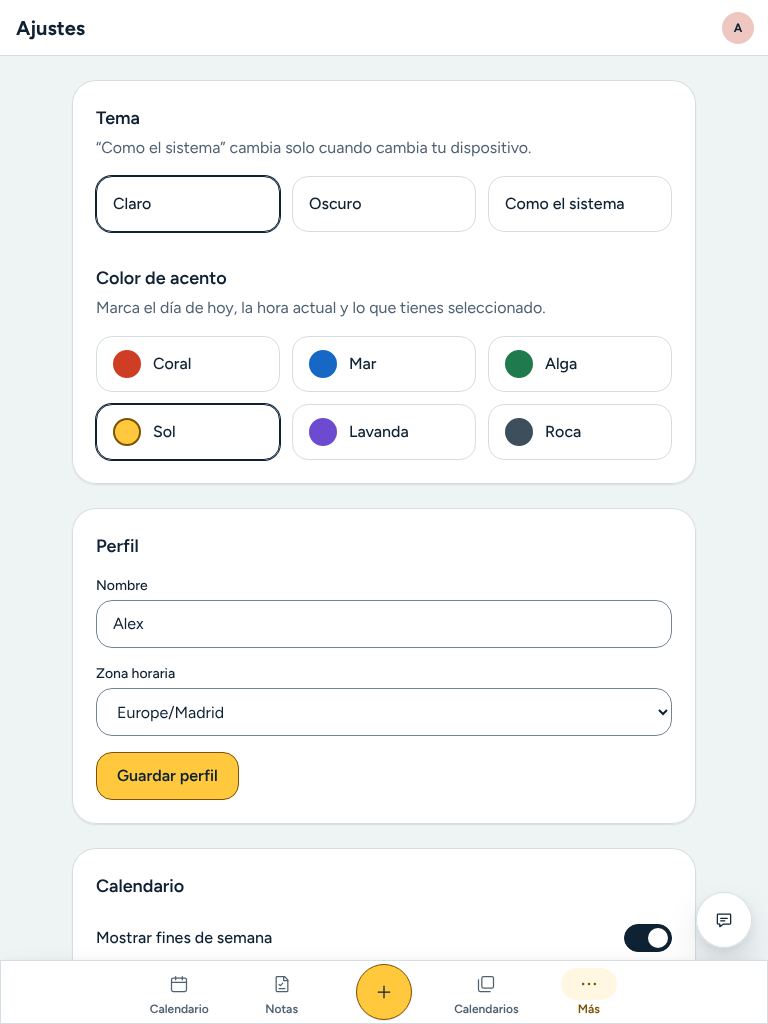 Ajustes
A
Tema
“Como el sistema” cambia solo cuando cambia tu dispositivo.
Claro
Oscuro
Como el sistema
Color de acento
Marca el día de hoy, la hora actual y lo que tienes seleccionado.
Coral
Mar
Alga
Sol
Lavanda
Roca
Perfil
Nombre
Alex
Zona horaria
Europe/Madrid
Guardar perfil
Calendario
Mostrar fines de semana
Calendario
Notas
Calendarios
Más